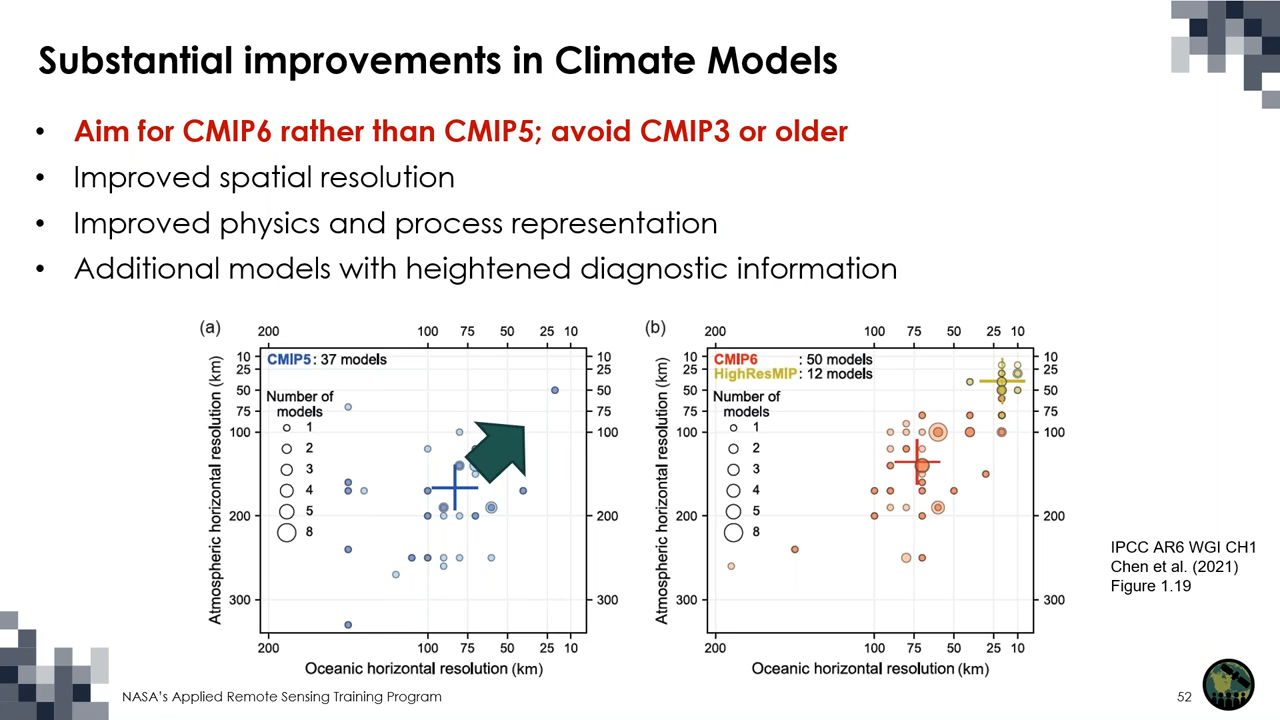 Substantial improvements in Climate Models
• Aim for CMIP6 rather than CMIP5; avoid CMIP3 or older
• Improved spatial resolution
• Improved physics and process representation
• Additional models with heightened diagnostic information
(a)
200 100 75 50 25 10
CMIP5: 37 models
Number of
models
1
2
3
4
5
8
Atmospheric horizontal resolution (km)
10
25
50
75
100
200
300
10
25
50
75
100
200
300
200 100 75 50 25 10
Oceanic horizontal resolution (km)
(b)
200 100 75 50 25 10
CMIP6 : 50 models
HighResMIP : 12 models
Number of
models
1
2
3
4
5
8
Atmospheric horizontal resolution (km)
10
25
50
75
100
200
300
10
25
50
75
100
200
300
200 100 75 50 25 10
Oceanic horizontal resolution (km)
IPCC AR6 WGI CH1
Chen et al. (2021)
Figure 1.19
NASA's Applied Remote Sensing Training Program
52